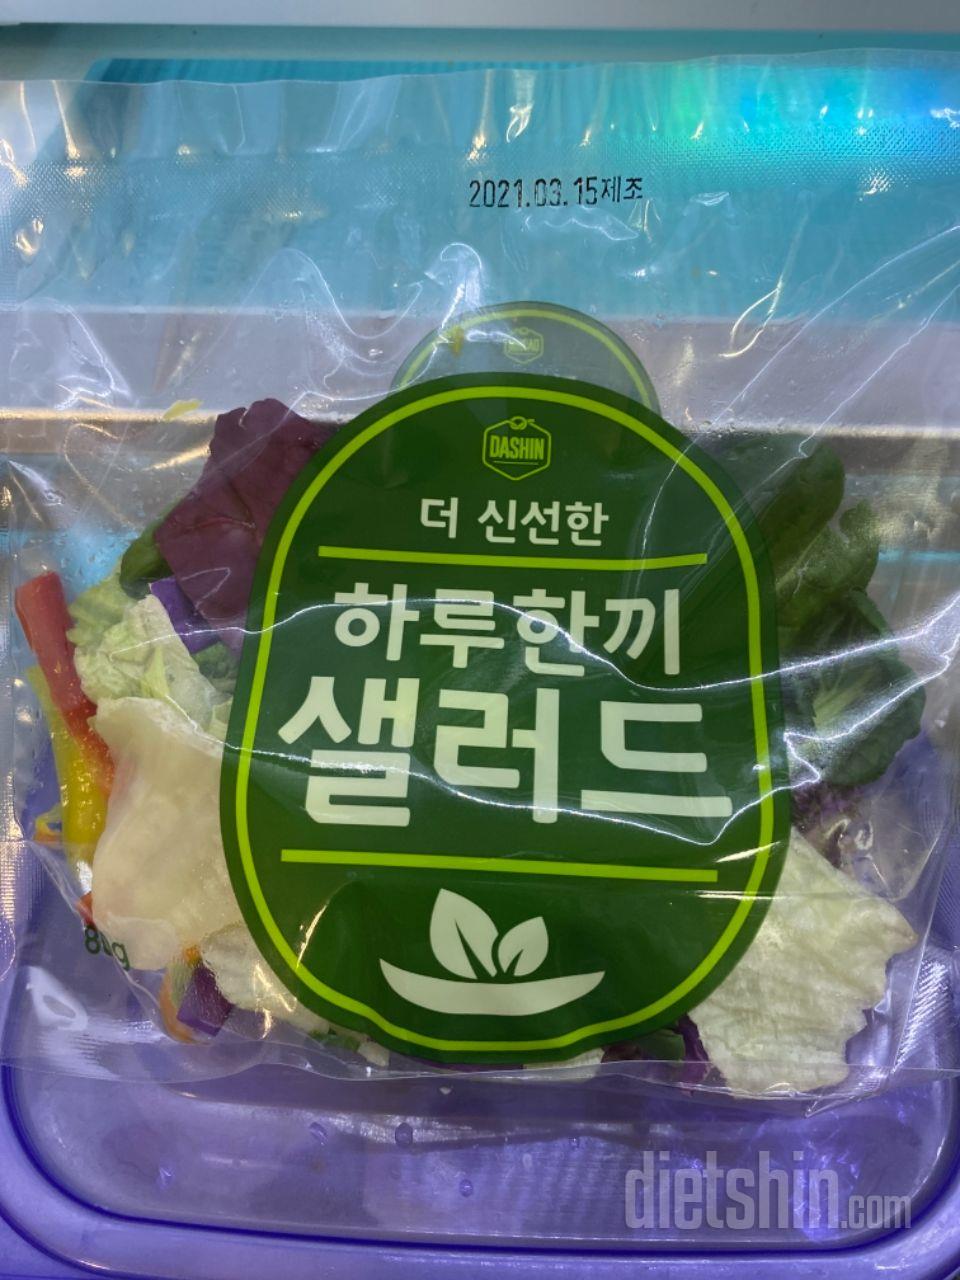 2021.03.15제조
DASHIN
더 신선한
하루한끼
샐러드
dietshin.com